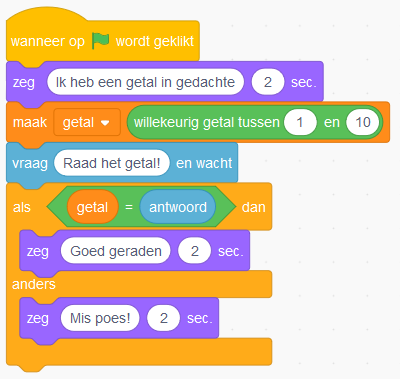 wanneer op wordt geklikt
zeg Ik heb een getal in gedachte 2 sec.
maak getal willekeurig getal tussen 1 en 10
vraag Raad het getal! en wacht
als getal = antwoord dan
zeg Goed geraden 2 sec.
anders
zeg Mis poes! 2 sec.